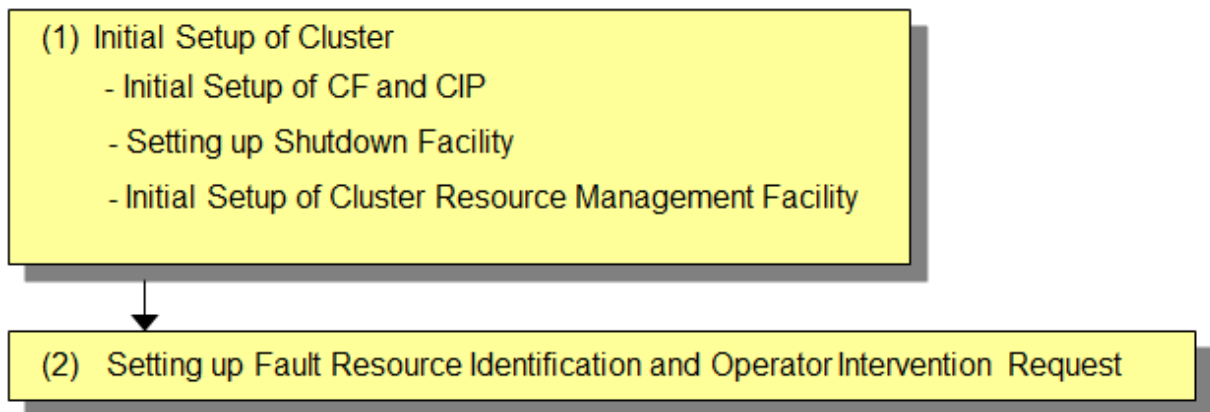 (1) Initial Setup of Cluster
- Initial Setup of CF and CIP
- Setting up Shutdown Facility
- Initial Setup of Cluster Resource Management Facility
(2) Setting up Fault Resource Identification and Operator Intervention Request